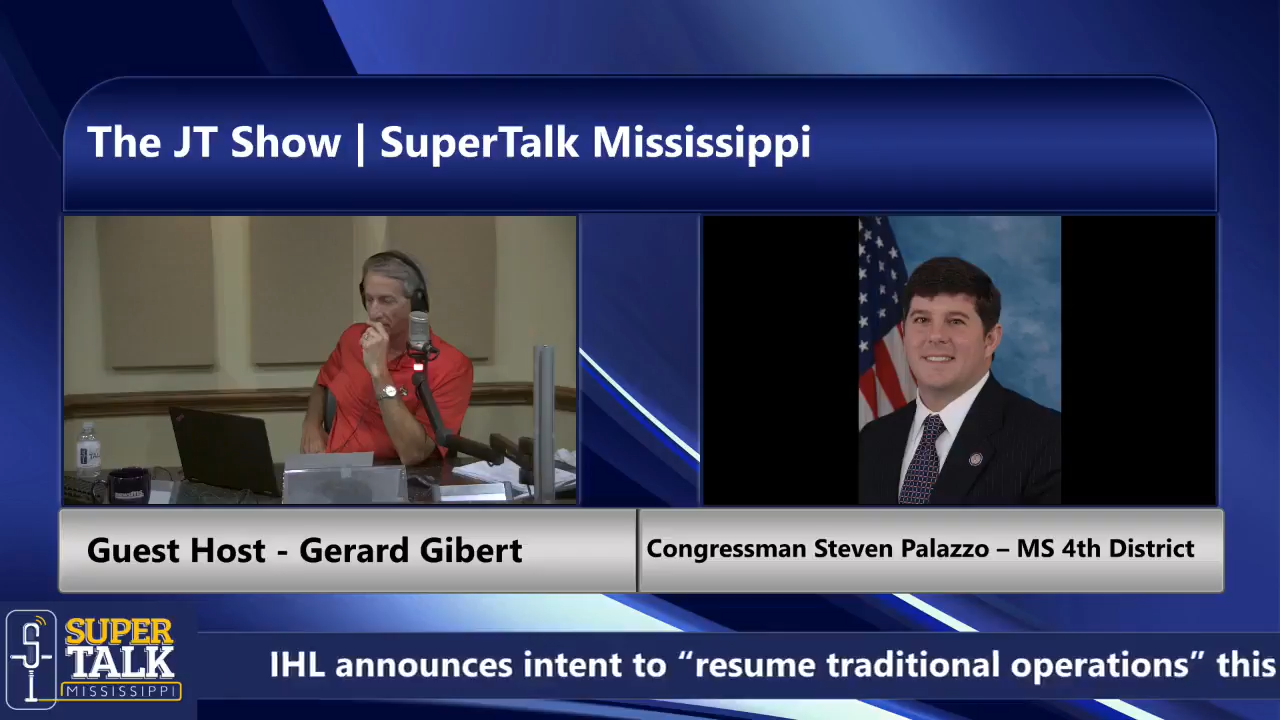 The JT Show | SuperTalk Mississippi
Guest Host - Gerard Gibert
Congressman Steven Palazzo – MS 4th District
SUPER
TALK
MISSISSIPPI
IHL announces intent to “resume traditional operations” this